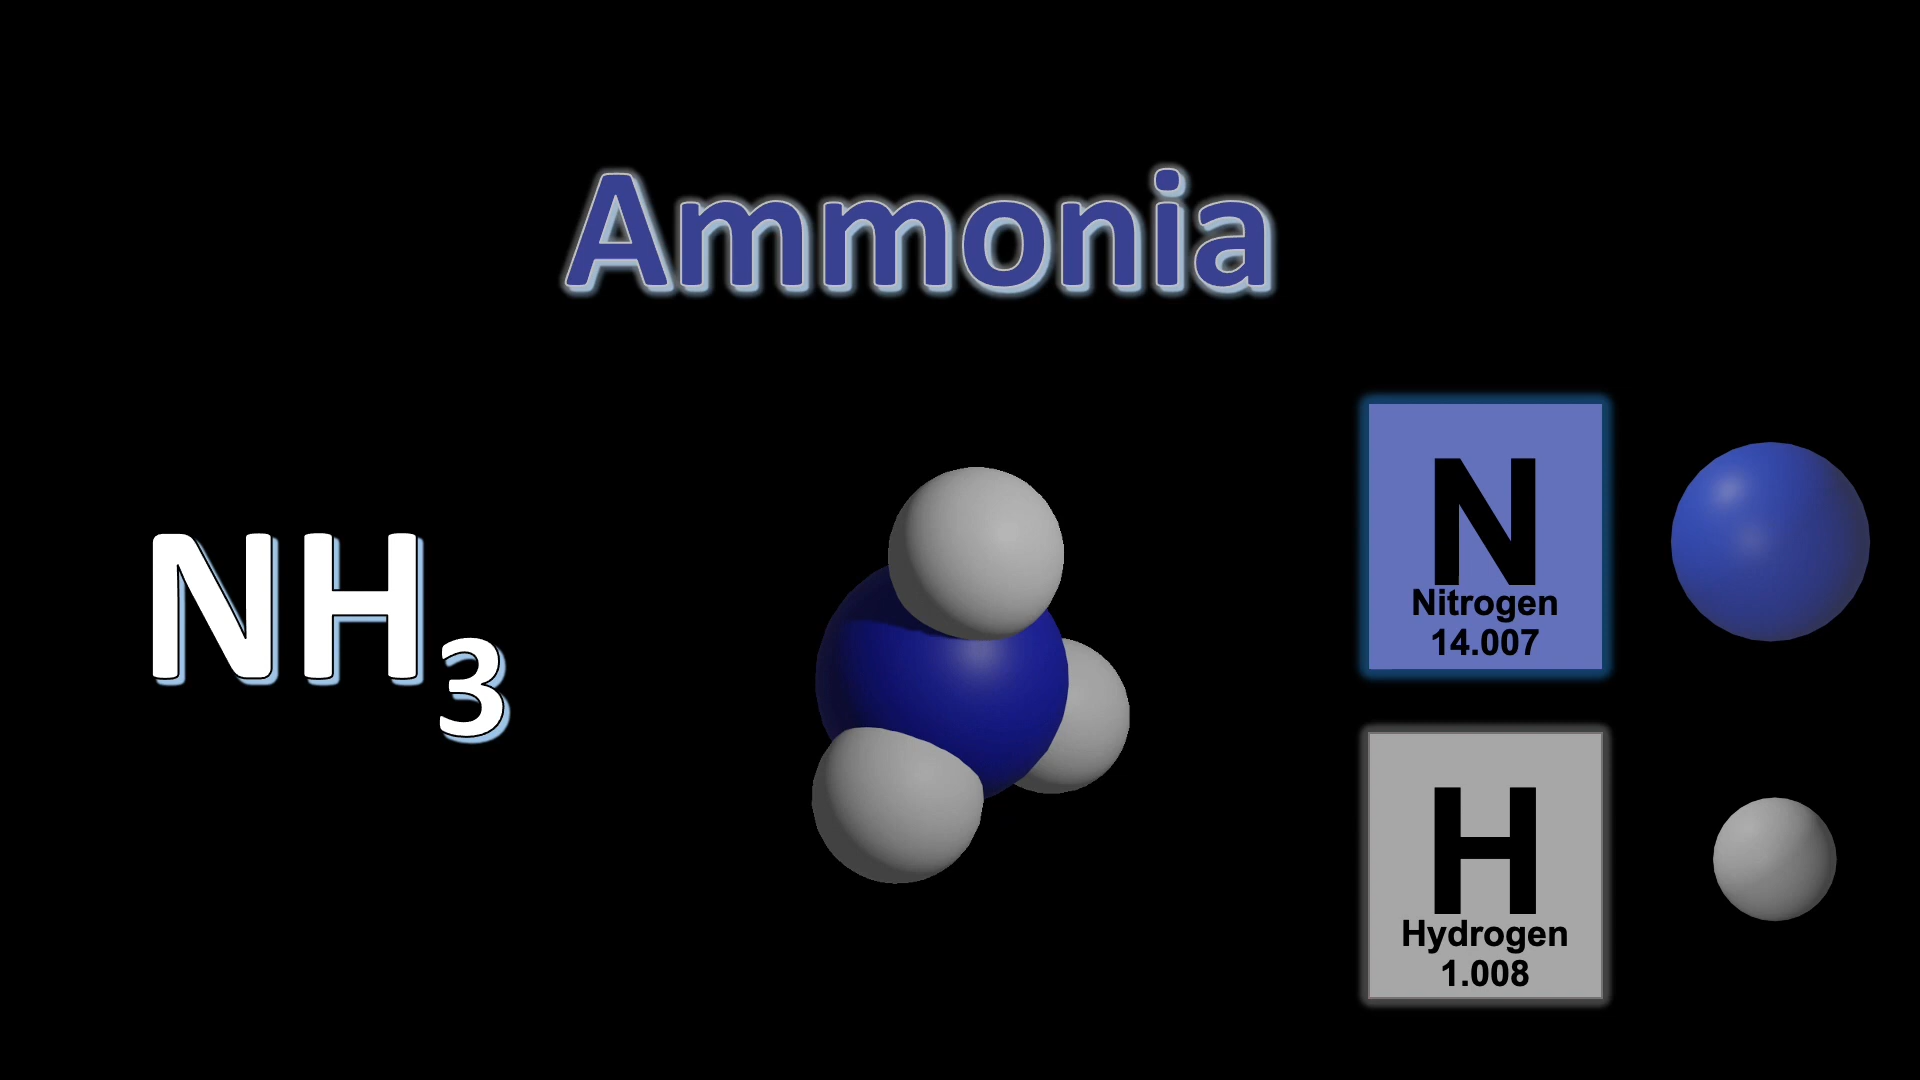 Ammonia
NH₃
N
Nitrogen
14.007
H
Hydrogen
1.008